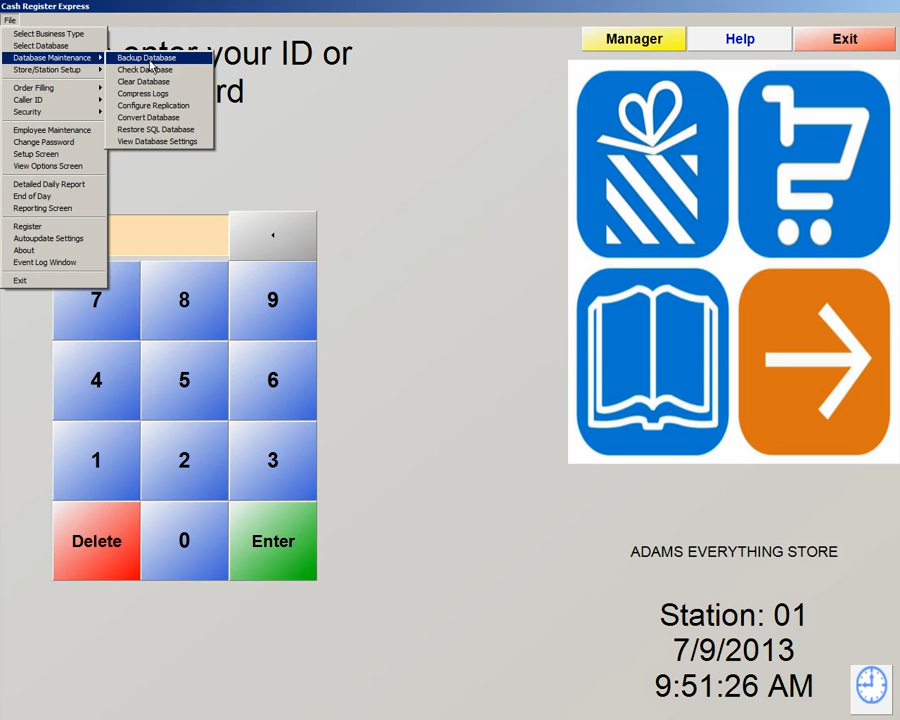 Cash Register Express
File
Select Business Type
Select Database
Database Maintenance
Store/Station Setup
Order Filling
Caller ID
Security
Employee Maintenance
Change Password
Setup Screen
View Options Screen
Detailed Daily Report
End of Day
Reporting Screen
Register
Autoupdate Settings
About
Event Log Window
Exit
Backup Database
Check Database
Clear Database
Compress Logs
Configure Replication
Convert Database
Restore SQL Database
View Database Settings
enter your ID or
rd
Manager Help Exit
7 8 9
4 5 6
1 2 3
Delete 0 Enter
ADAMS EVERYTHING STORE
Station: 01
7/9/2013
9:51:26 AM